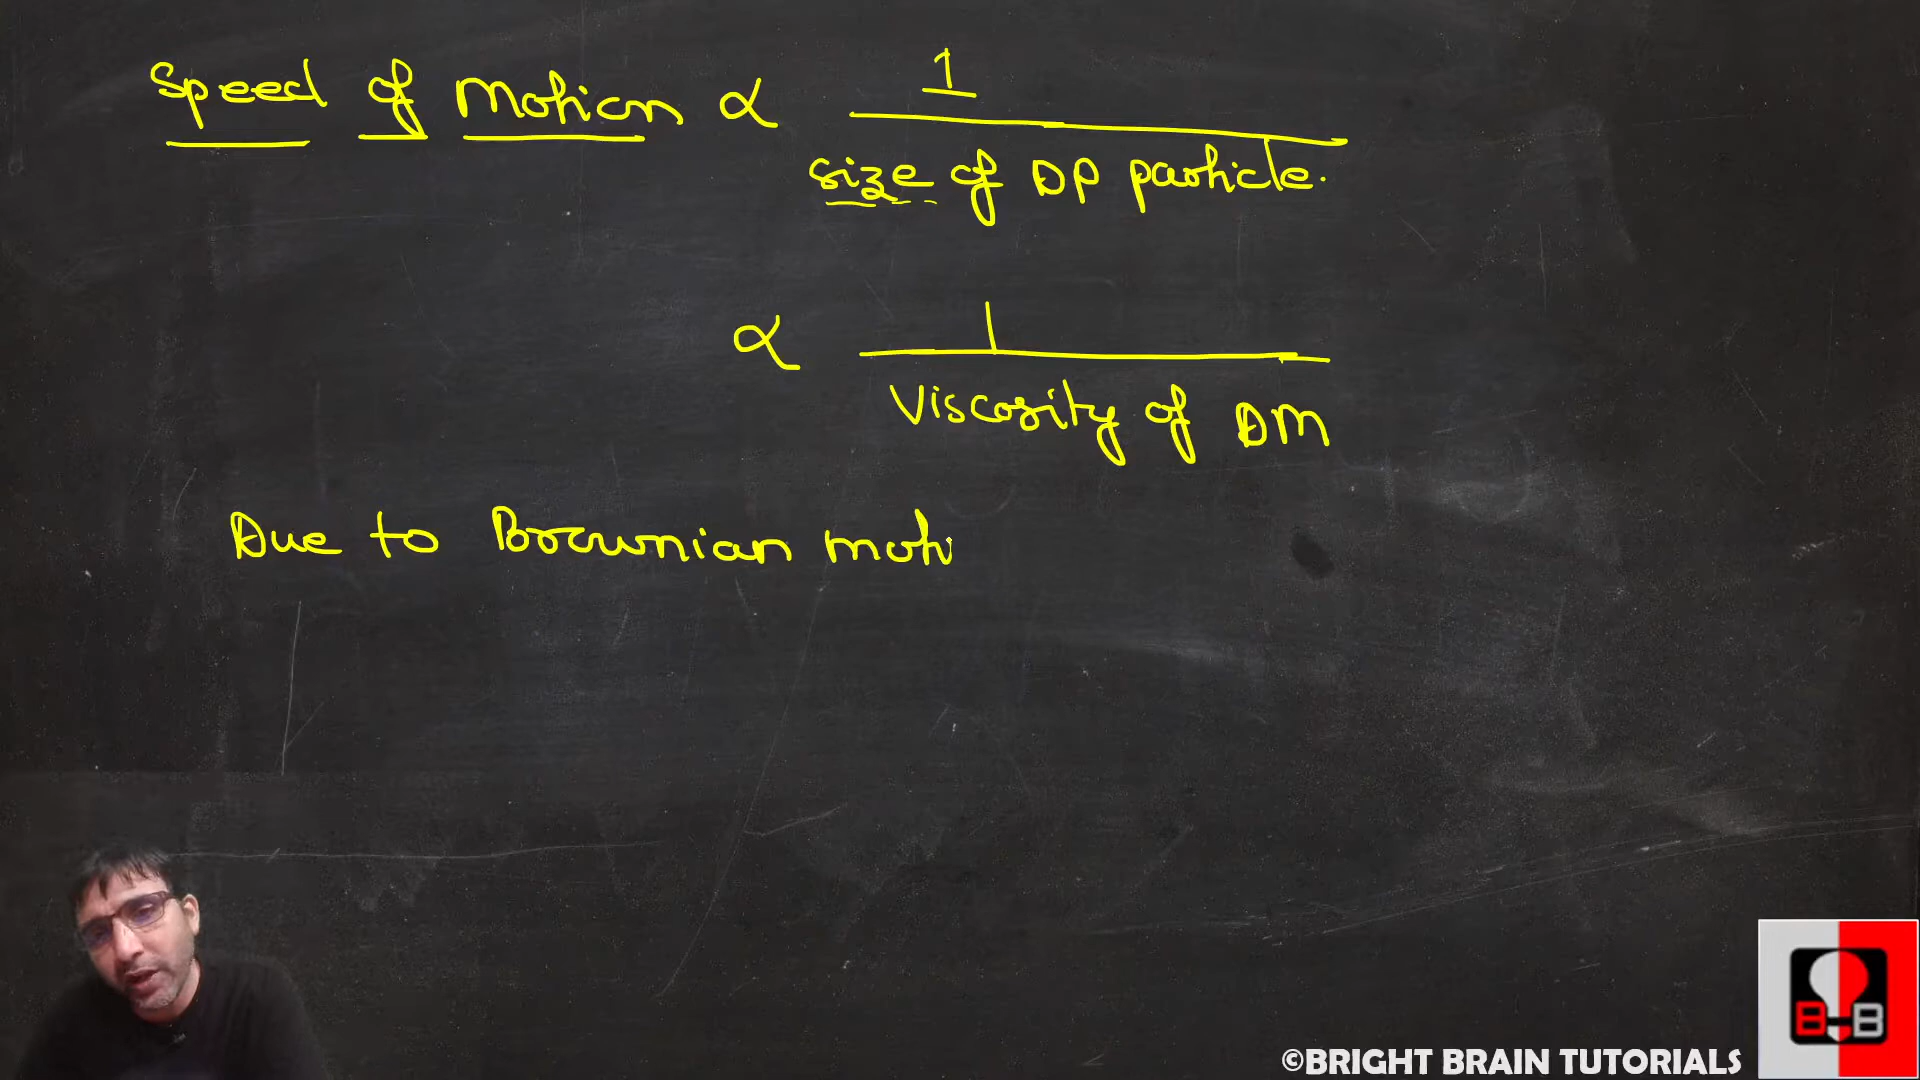 Speed of Motion ∝ 1
size of DP particle.
∝ 1
Viscosity of DM
Due to Brownian moti
B-B
©BRIGHT BRAIN TUTORIALS